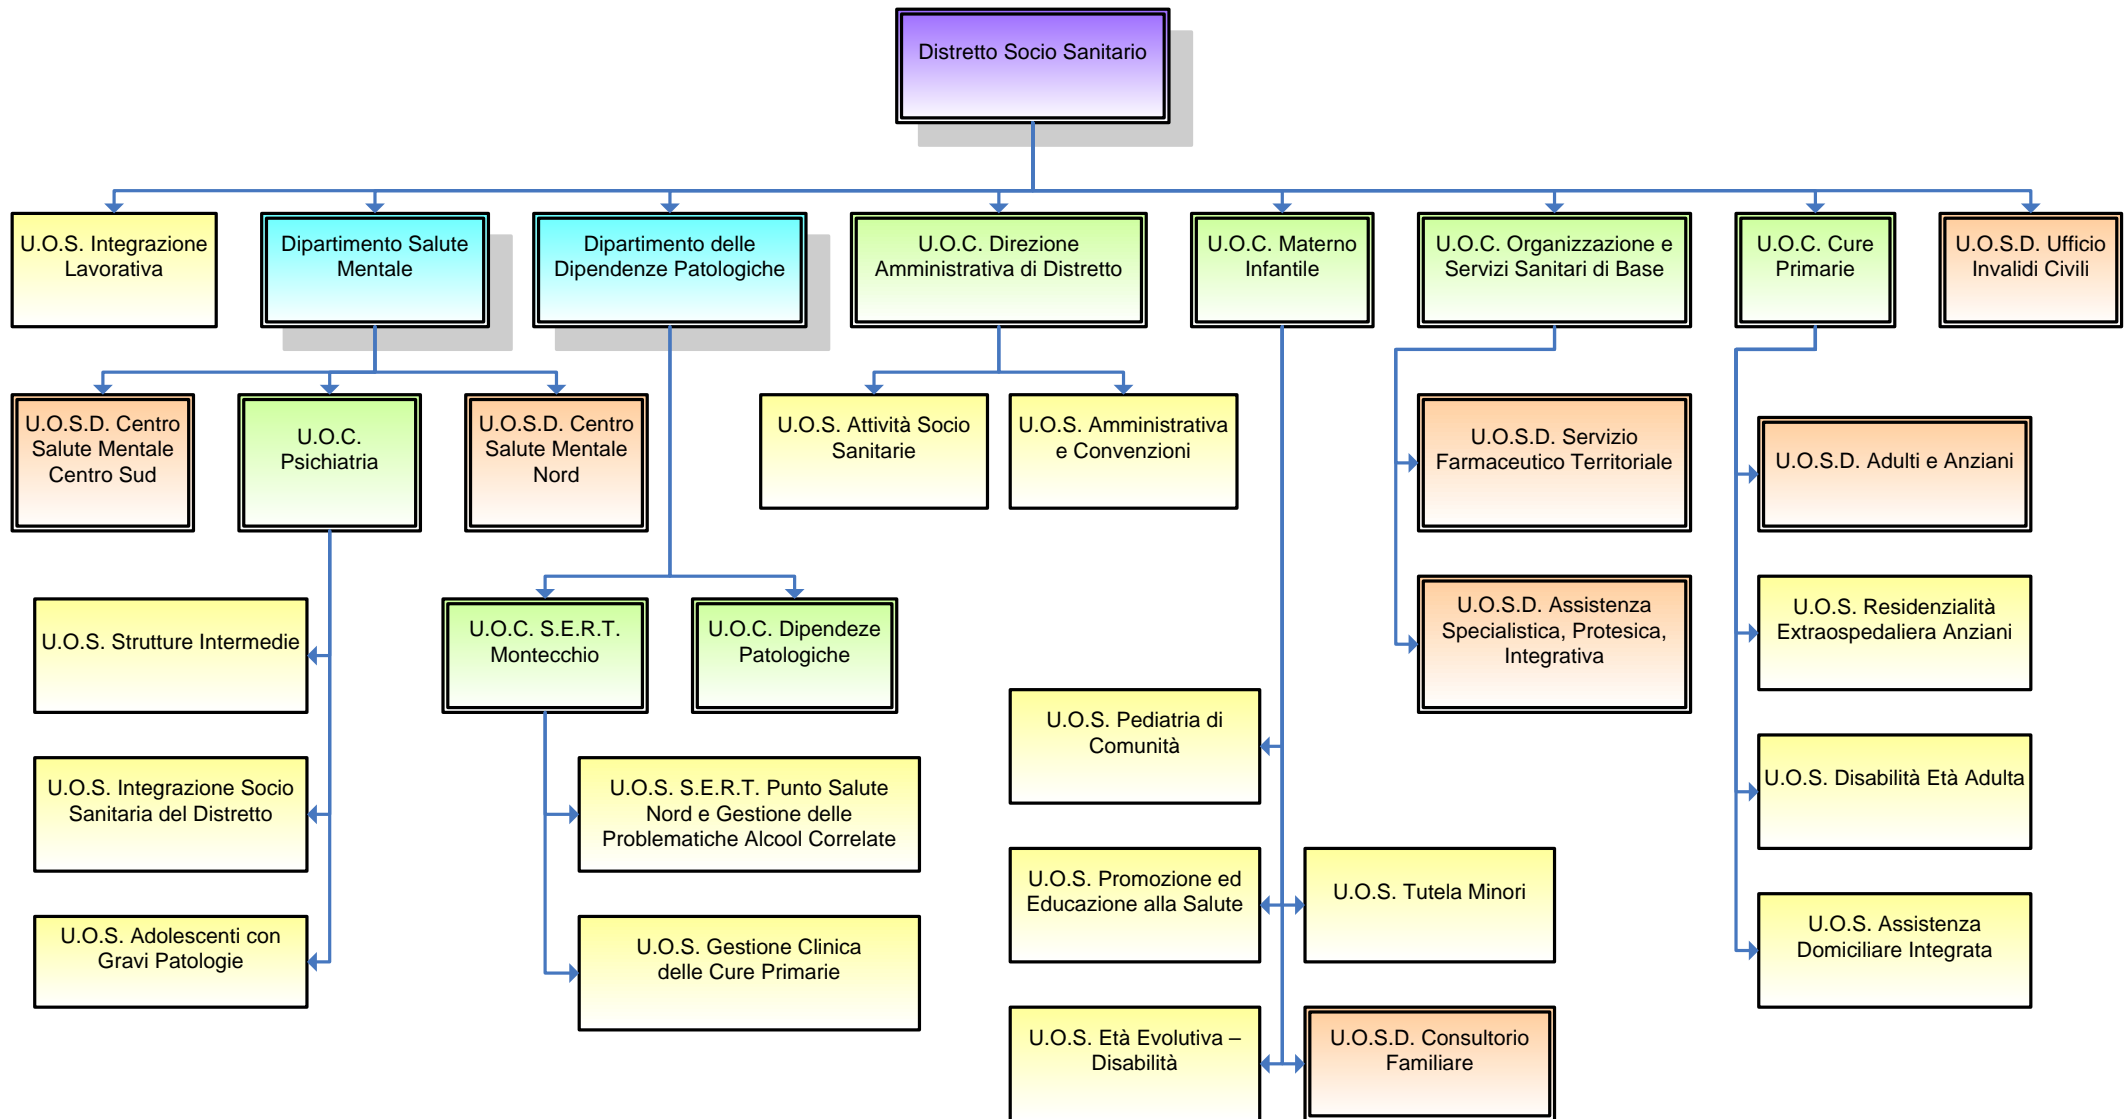 Distretto Socio Sanitario
U.O.S. Integrazione
Lavorativa
Dipartimento Salute
Mentale
Dipartimento delle
Dipendenze Patologiche
U.O.C. Direzione
Amministrativa di Distretto
U.O.C. Materno
Infantile
U.O.C. Organizzazione e
Servizi Sanitari di Base
U.O.C. Cure
Primarie
U.O.S.D. Ufficio
Invalidi Civili
U.O.S.D. Centro
Salute Mentale
Centro Sud
U.O.C.
Psichiatria
U.O.S.D. Centro
Salute Mentale
Nord
U.O.S. Attività Socio
Sanitarie
U.O.S. Amministrativa
e Convenzioni
U.O.S.D. Servizio
Farmaceutico Territoriale
U.O.S.D. Adulti e Anziani
U.O.S. Strutture Intermedie
U.O.C. S.E.R.T.
Montecchio
U.O.C. Dipendeze
Patologiche
U.O.S.D. Assistenza
Specialistica, Protesica,
Integrativa
U.O.S. Residenzialità
Extraospedaliera Anziani
U.O.S. Pediatria di
Comunità
U.O.S. Integrazione Socio
Sanitaria del Distretto
U.O.S. S.E.R.T. Punto Salute
Nord e Gestione delle
Problematiche Alcool Correlate
U.O.S. Disabilità Età Adulta
U.O.S. Promozione ed
Educazione alla Salute
U.O.S. Tutela Minori
U.O.S. Adolescenti con
Gravi Patologie
U.O.S. Gestione Clinica
delle Cure Primarie
U.O.S. Assistenza
Domiciliare Integrata
U.O.S. Età Evolutiva –
Disabilità
U.O.S.D. Consultorio
Familiare